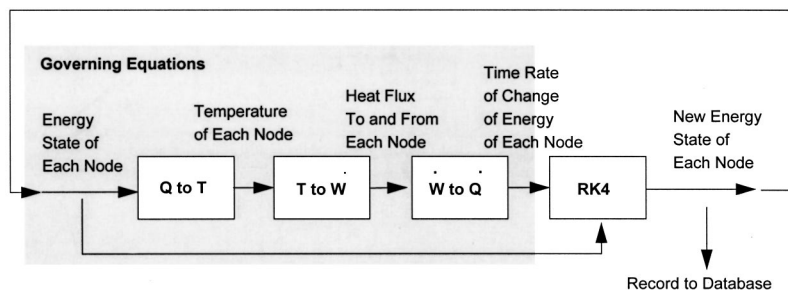 Governing Equations
Energy
State of
Each Node
Temperature
of Each Node
Heat Flux
To and From
Each Node
Time Rate
of Change
of Energy
of Each Node
New Energy
State of
Each Node
Q to T
T to Ẇ
Ẇ to Q̇
RK4
Record to Database